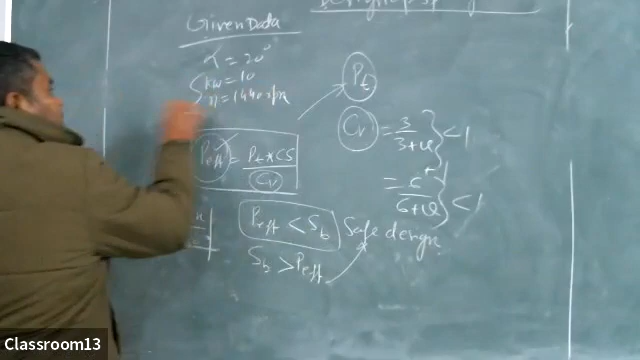 Given Data
α = 20°
kw = 10
n = 1440 rpm
Pt
Peff = Pt * CS / Cv
Cv = 3 / 3+v } < 1
= 6 / 6+v } < 1
Peff < Sb
Safe design
Sb > Peff
Classroom13